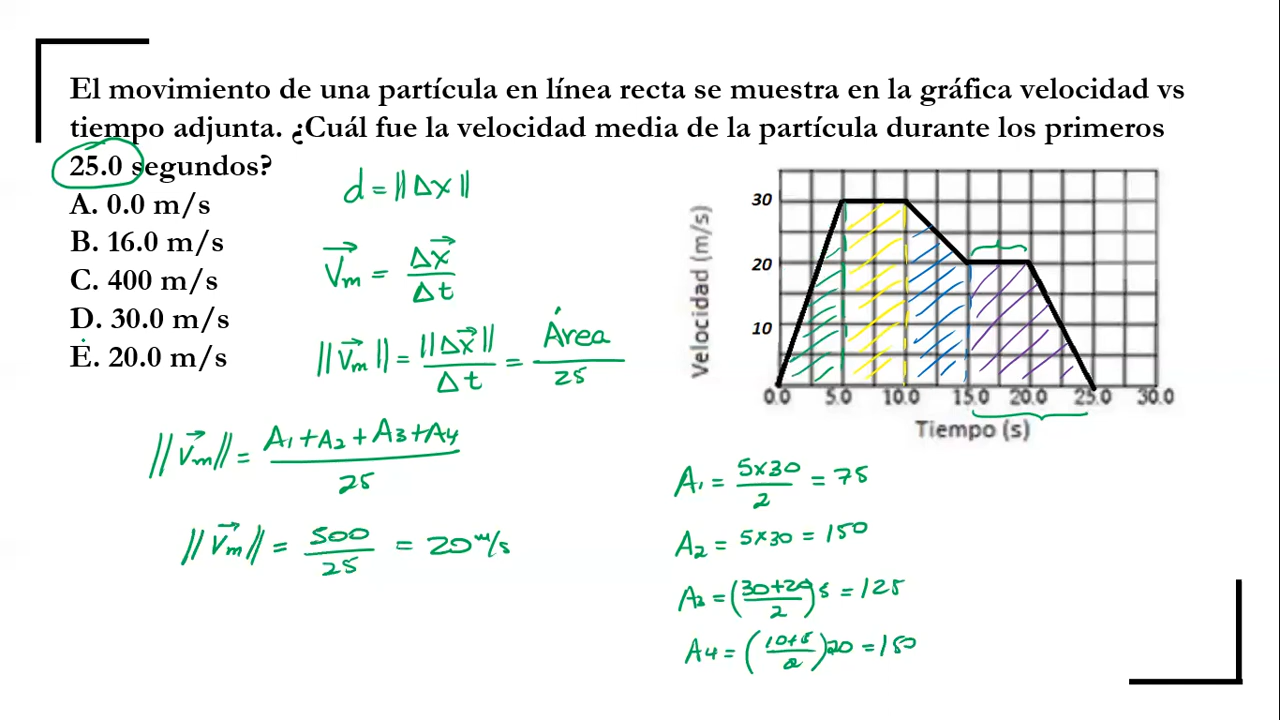 El movimiento de una partícula en línea recta se muestra en la gráfica velocidad vs
tiempo adjunta. ¿Cuál fue la velocidad media de la partícula durante los primeros
25.0 segundos?
A. 0.0 m/s
B. 16.0 m/s
C. 400 m/s
D. 30.0 m/s
E. 20.0 m/s
d = ||Δx||
V⃗m = Δx⃗ / Δt
||V⃗m|| = ||Δx⃗|| / Δt = Área / 25
||V⃗m|| = A1 + A2 + A3 + A4 / 25
||V⃗m|| = 500 / 25 = 20 m/s
Velocidad (m/s)
30
20
10
0.0 5.0 10.0 15.0 20.0 25.0 30.0
Tiempo (s)
A1 = 5x30 / 2 = 75
A2 = 5x30 = 150
A3 = (30+20 / 2) 5 = 125
A4 = (10+5 / 2) 20 = 150